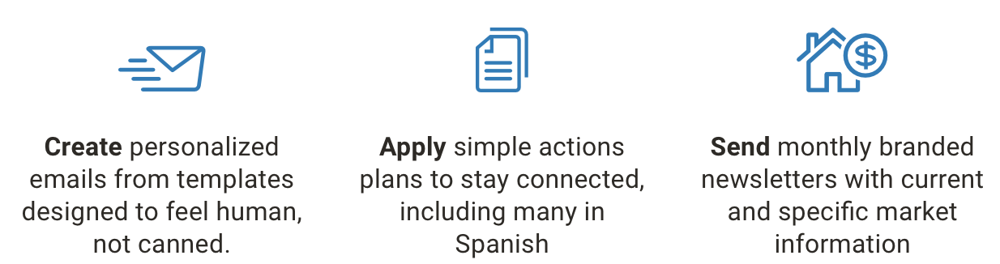 $
Create personalized
emails from templates
designed to feel human,
not canned.
Apply simple actions
plans to stay connected,
including many in
Spanish
Send monthly branded
newsletters with current
and specific market
information